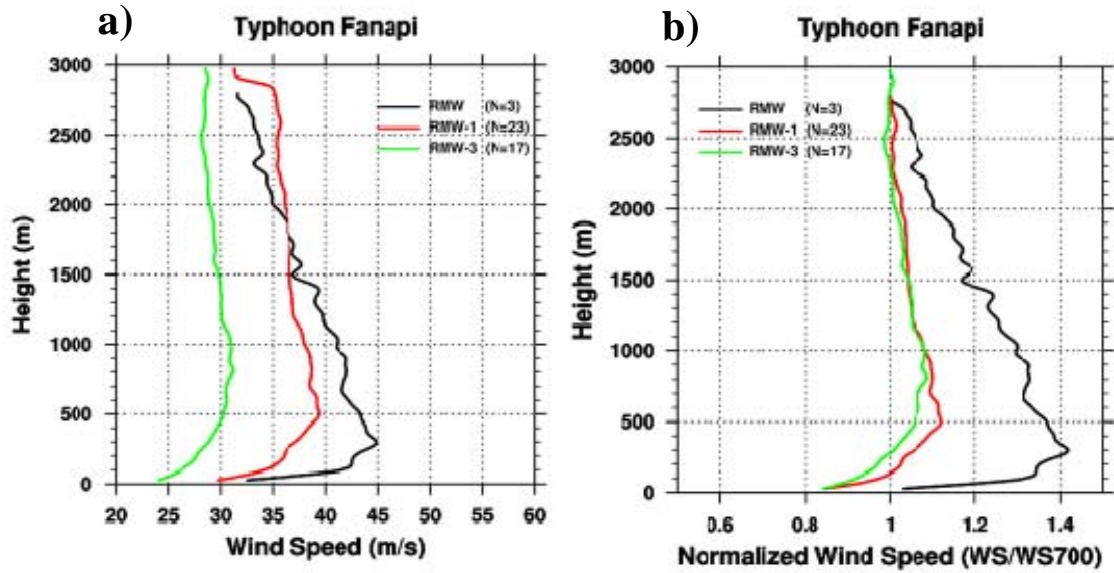 a)
Typhoon Fanapi
3000
2500
2000
1500
1000
500
0
Height (m)
RMW (N=3)
RMW-1 (N=23)
RMW-3 (N=17)
20 25 30 35 40 45 50 55 60
Wind Speed (m/s)
b)
Typhoon Fanapi
3000
2500
2000
1500
1000
500
0
Height (m)
RMW (N=3)
RMW-1 (N=23)
RMW-3 (N=17)
0.6 0.8 1 1.2 1.4
Normalized Wind Speed (WS/WS700)